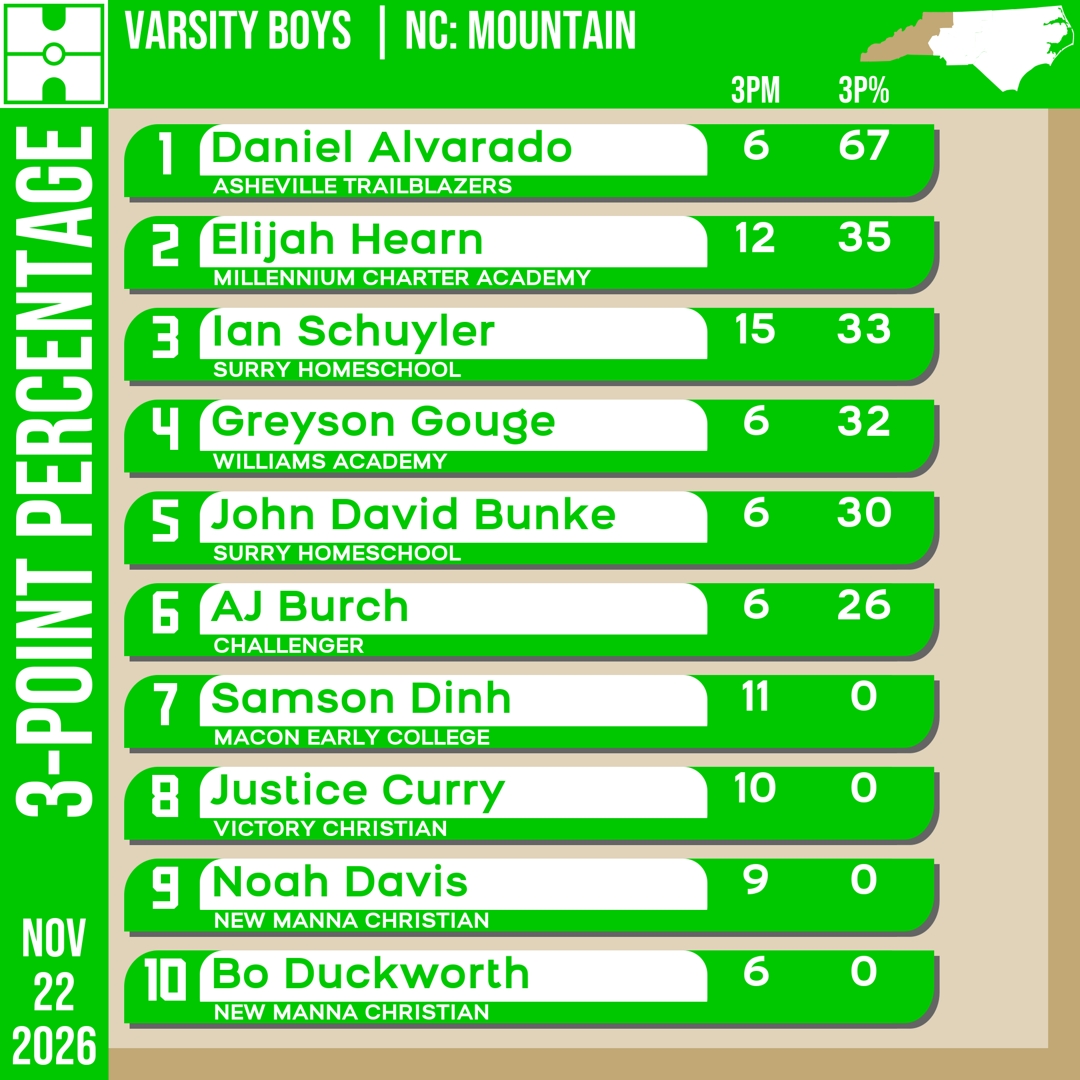 VARSITY BOYS | NC: MOUNTAIN
3PM 3P%
3-POINT PERCENTAGE
NOV
22
2026
1 Daniel Alvarado 6 67
ASHEVILLE TRAILBLAZERS
2 Elijah Hearn 12 35
MILLENNIUM CHARTER ACADEMY
3 Ian Schuyler 15 33
SURRY HOMESCHOOL
4 Greyson Gouge 6 32
WILLIAMS ACADEMY
5 John David Bunke 6 30
SURRY HOMESCHOOL
6 AJ Burch 6 26
CHALLENGER
7 Samson Dinh 11 0
MACON EARLY COLLEGE
8 Justice Curry 10 0
VICTORY CHRISTIAN
9 Noah Davis 9 0
NEW MANNA CHRISTIAN
10 Bo Duckworth 6 0
NEW MANNA CHRISTIAN